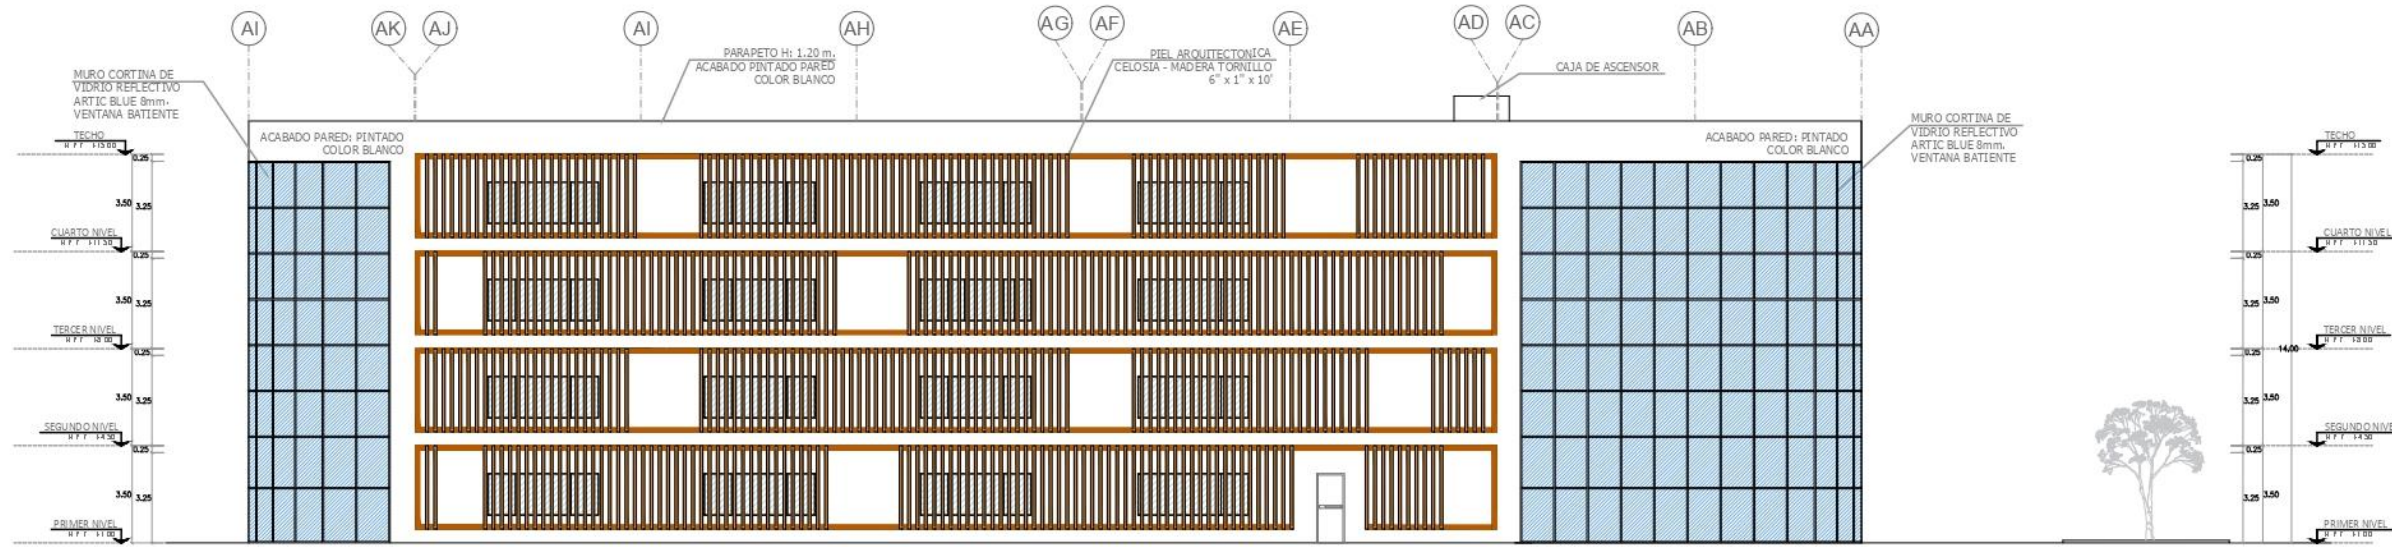 AI
AK
AJ
AI
AH
AG
AF
AE
AD
AC
AB
AA
MURO CORTINA DE
VIDRIO REFLECTIVO
ARTIC BLUE 8mm.
VENTANA BATIENTE
PARAPETO H: 1.20 m.
ACABADO PINTADO PARED
COLOR BLANCO
PIEL ARQUITECTONICA
CELOSIA - MADERA TORNILLO
6" x 1" x 10'
CAJA DE ASCENSOR
MURO CORTINA DE
VIDRIO REFLECTIVO
ARTIC BLUE 8mm.
VENTANA BATIENTE
ACABADO PARED: PINTADO
COLOR BLANCO
ACABADO PARED: PINTADO
COLOR BLANCO
TECHO
0.25
3.50
3.25
CUARTO NIVEL
0.25
3.50
3.25
TERCER NIVEL
0.25
3.50
3.25
SEGUNDO NIVEL
0.25
3.50
3.25
PRIMER NIVEL
TECHO
0.25
3.50
3.25
CUARTO NIVEL
0.25
3.50
3.25
TERCER NIVEL
0.25
14.00
3.50
3.25
SEGUNDO NIVE
0.25
3.50
3.25
PRIMER NIVEL